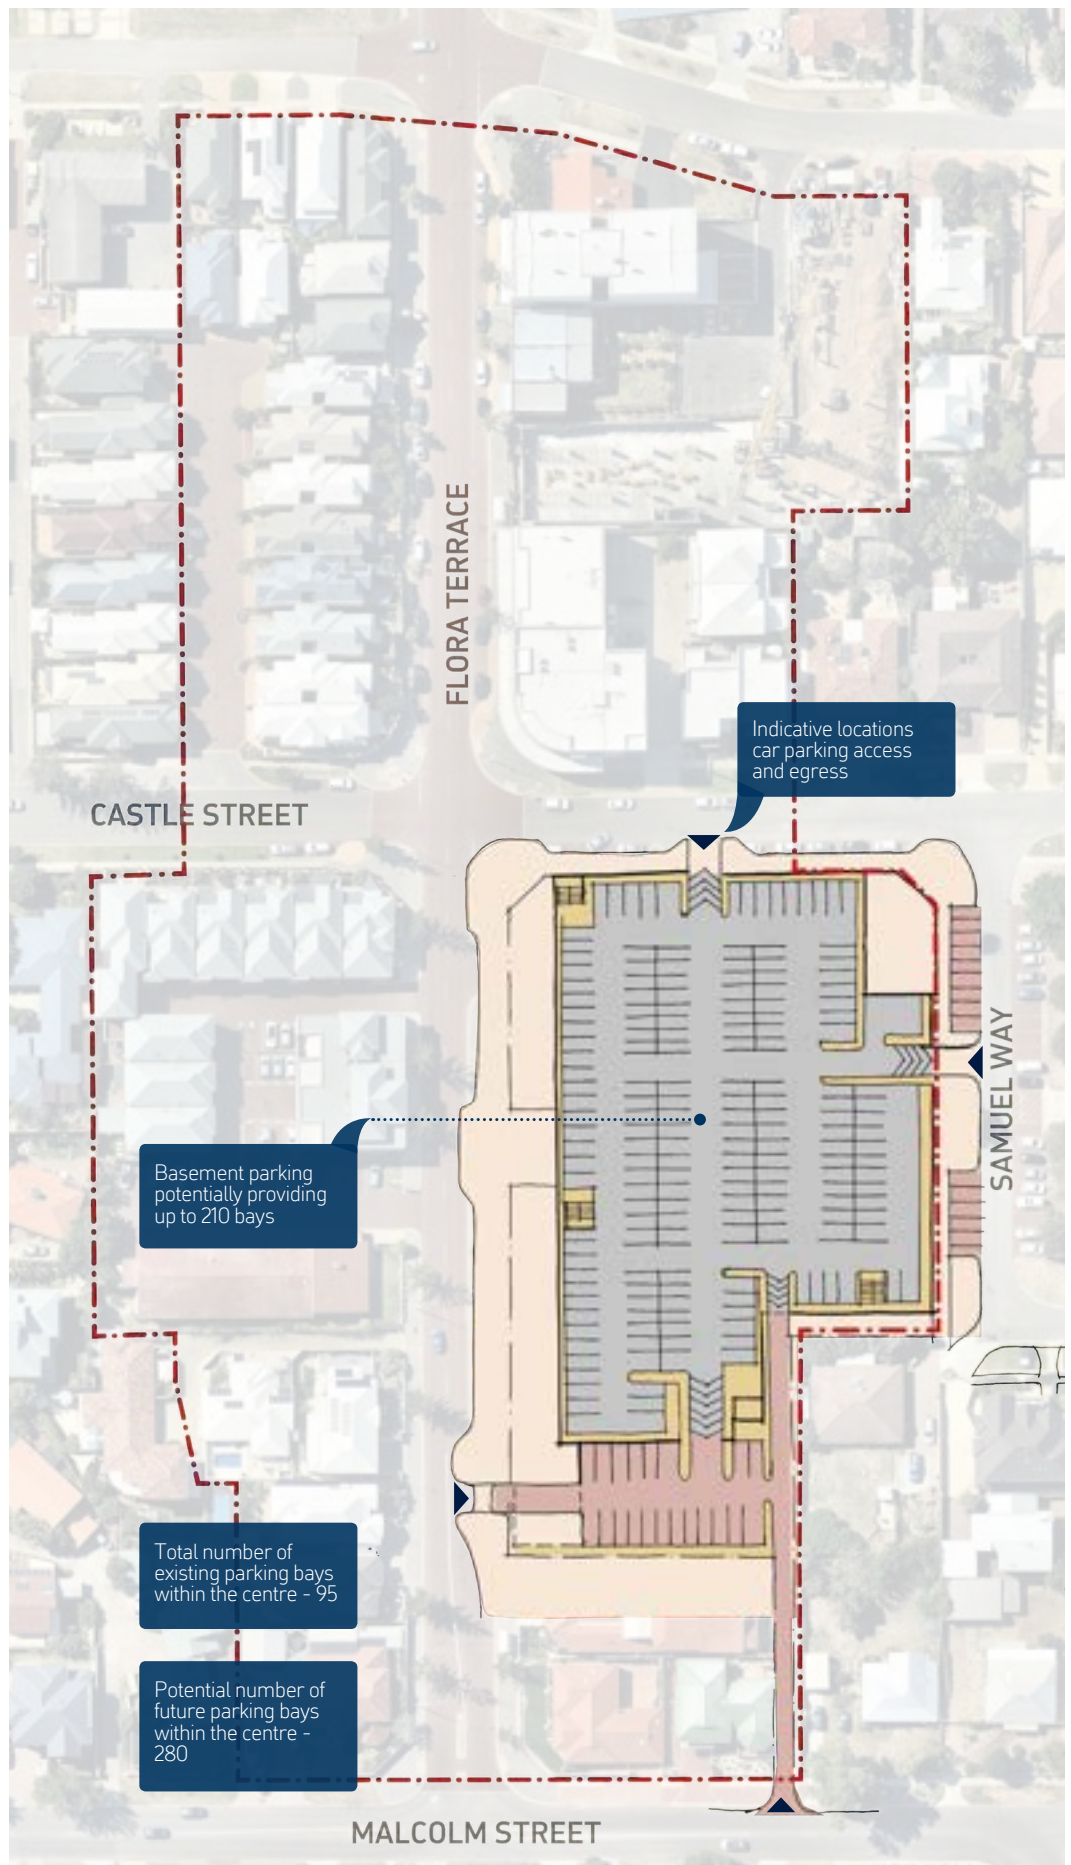 FLORA TERRACE
Indicative locations
car parking access
and egress
CASTLE STREET
SAMUEL WAY
Basement parking
potentially providing
up to 210 bays
Total number of
existing parking bays
within the centre - 95
Potential number of
future parking bays
within the centre -
280
MALCOLM STREET